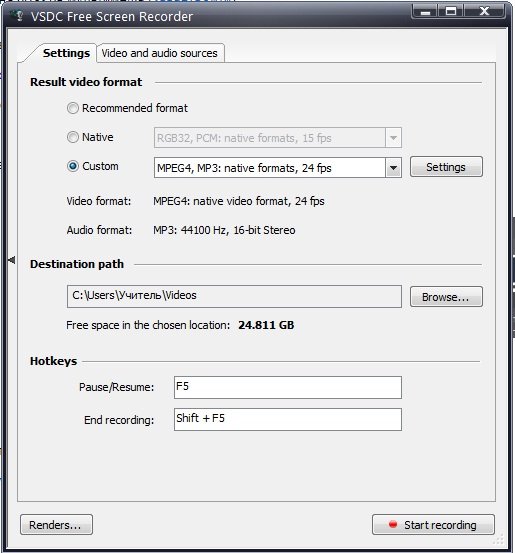 VSDC Free Screen Recorder
Settings
Video and audio sources
Result video format
Recommended format
Native
RGB32, PCM: native formats, 15 fps
Custom
MPEG4, MP3: native formats, 24 fps
Settings
Video format:
MPEG4: native video format, 24 fps
Audio format:
MP3: 44100 Hz, 16-bit Stereo
Destination path
C:\Users\Учитель\Videos
Browse...
Free space in the chosen location: 24.811 GB
Hotkeys
Pause/Resume:
F5
End recording:
Shift + F5
Renders...
Start recording